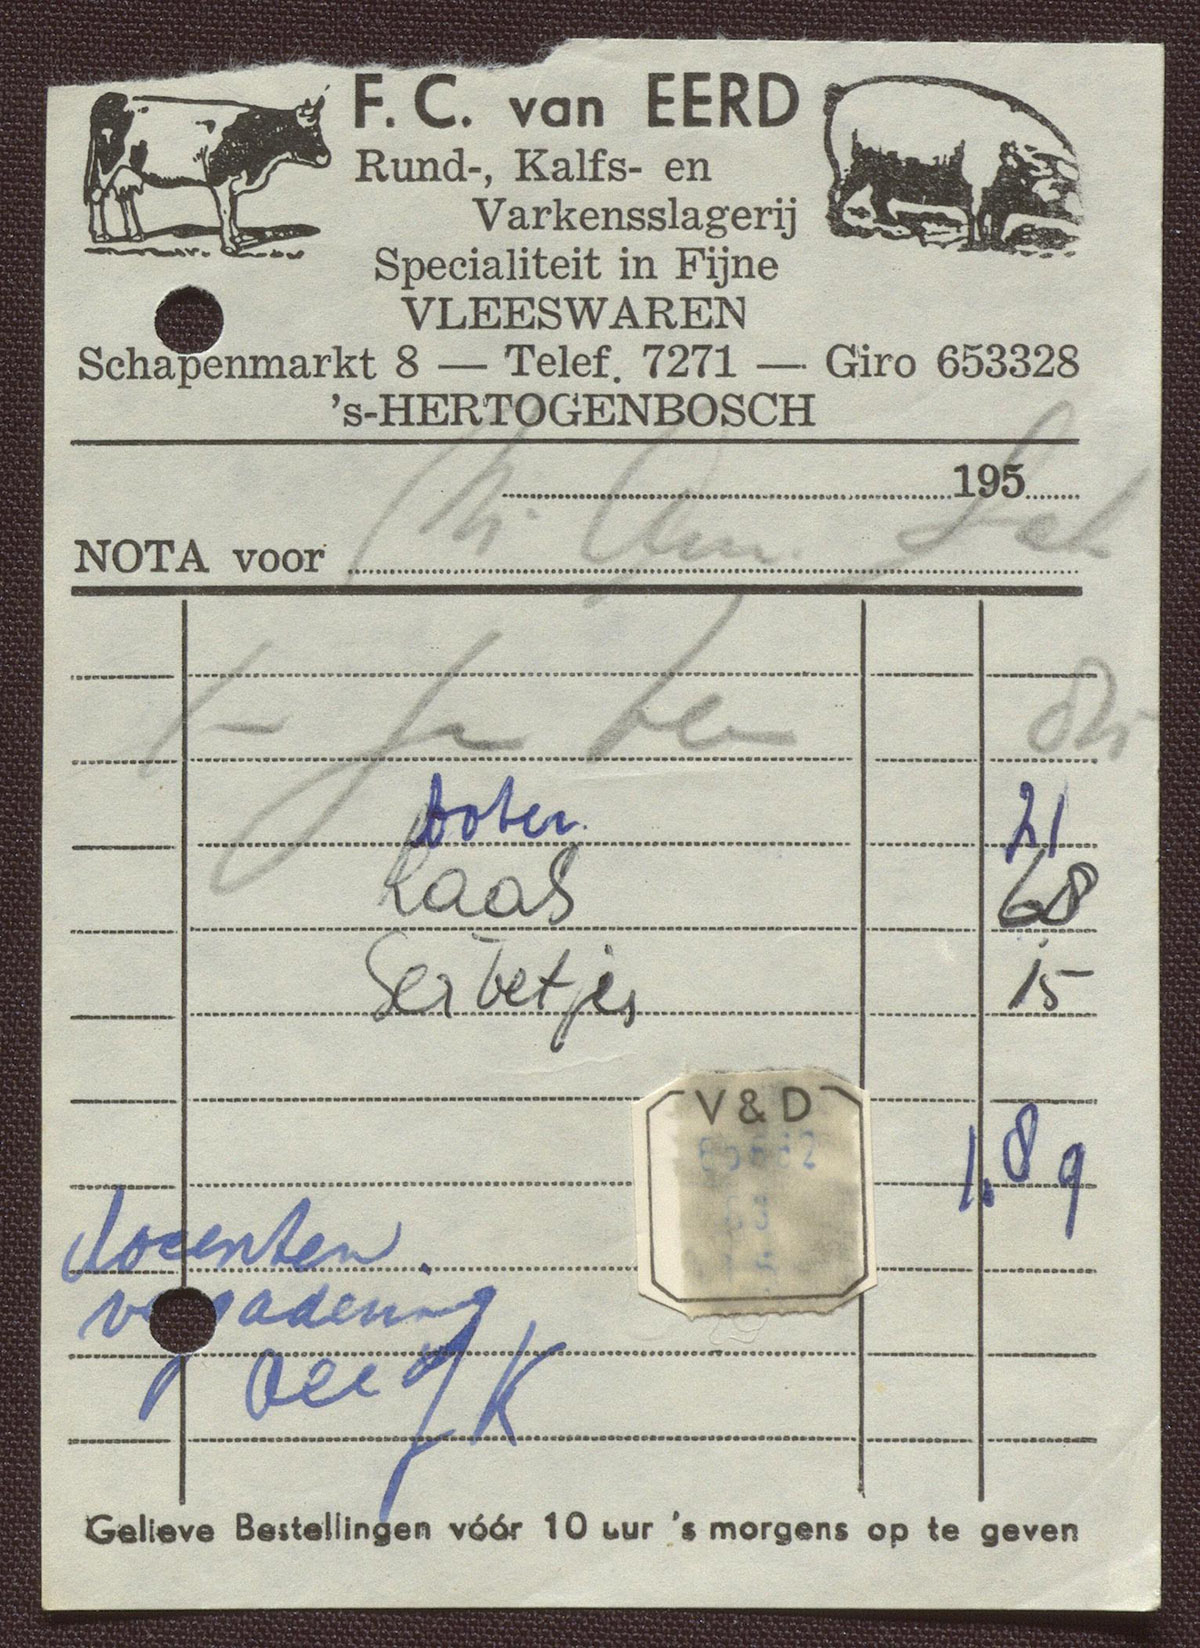 F. C. van EERD
Rund-, Kalfs- en
Varkensslagerij
Specialiteit in Fijne
VLEESWAREN
Schapenmarkt 8 — Telef. 7271 — Giro 653328
's-HERTOGENBOSCH
195
NOTA voor
boter. 21
kaas 68
Servetjes 15
V & D
1.89
docenten
vergadering
Gelieve Bestellingen vóór 10 uur 's morgens op te geven